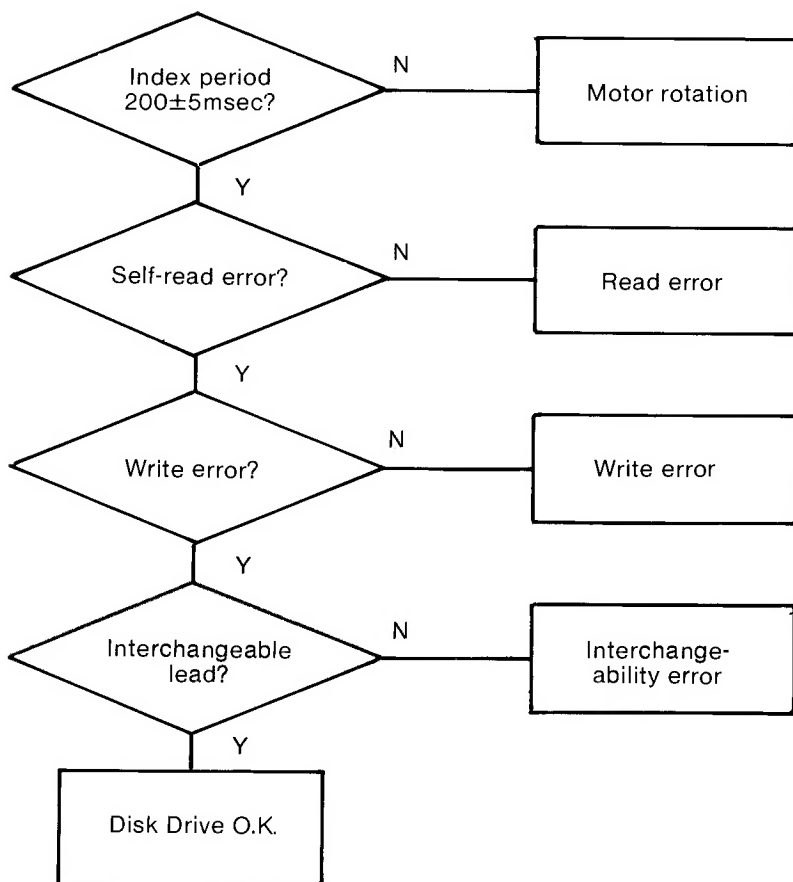 Index period
200±5msec?
N
Motor rotation
Y
Self-read error?
N
Read error
Y
Write error?
N
Write error
Y
Interchangeable
lead?
N
Interchange-
ability error
Y
Disk Drive O.K.